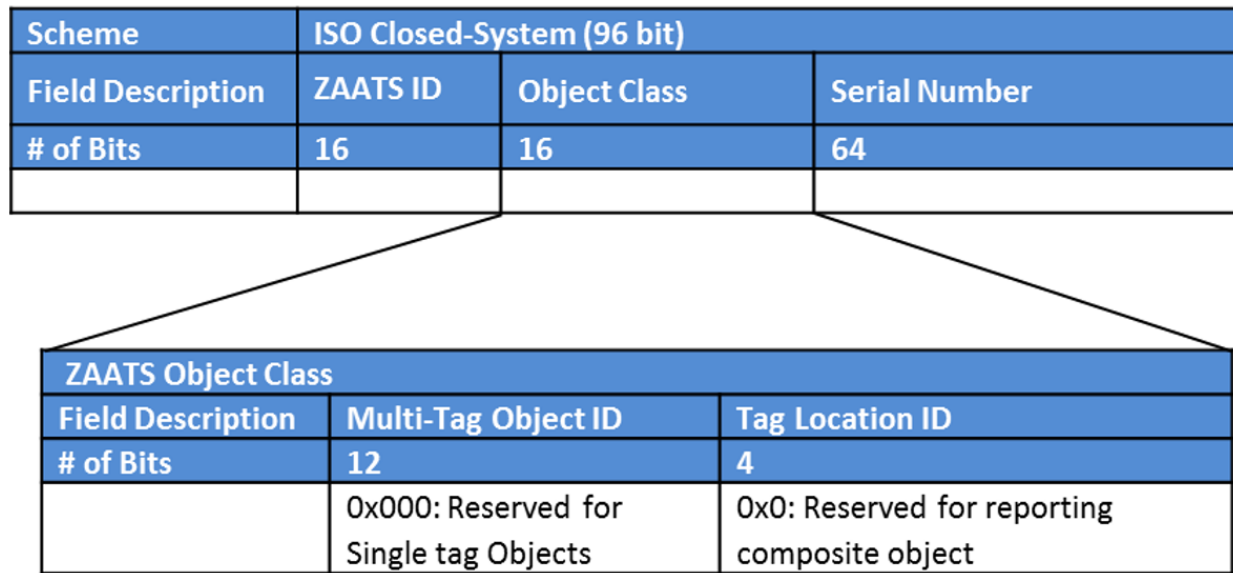 Scheme ISO Closed-System (96 bit)
Field Description ZAATS ID Object Class Serial Number
# of Bits 16 16 64
ZAATS Object Class
Field Description Multi-Tag Object ID Tag Location ID
# of Bits 12 4
0x000: Reserved for 0x0: Reserved for reporting
Single tag Objects composite object